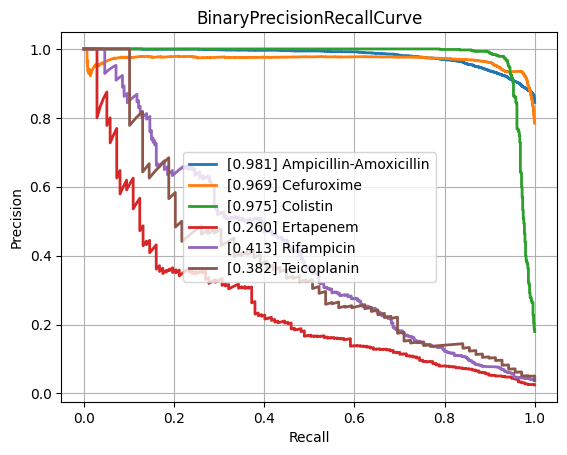 BinaryPrecisionRecallCurve
Precision
1.0
0.8
0.6
0.4
0.2
0.0
[0.981] Ampicillin-Amoxicillin
[0.969] Cefuroxime
[0.975] Colistin
[0.260] Ertapenem
[0.413] Rifampicin
[0.382] Teicoplanin
0.0 0.2 0.4 0.6 0.8 1.0
Recall